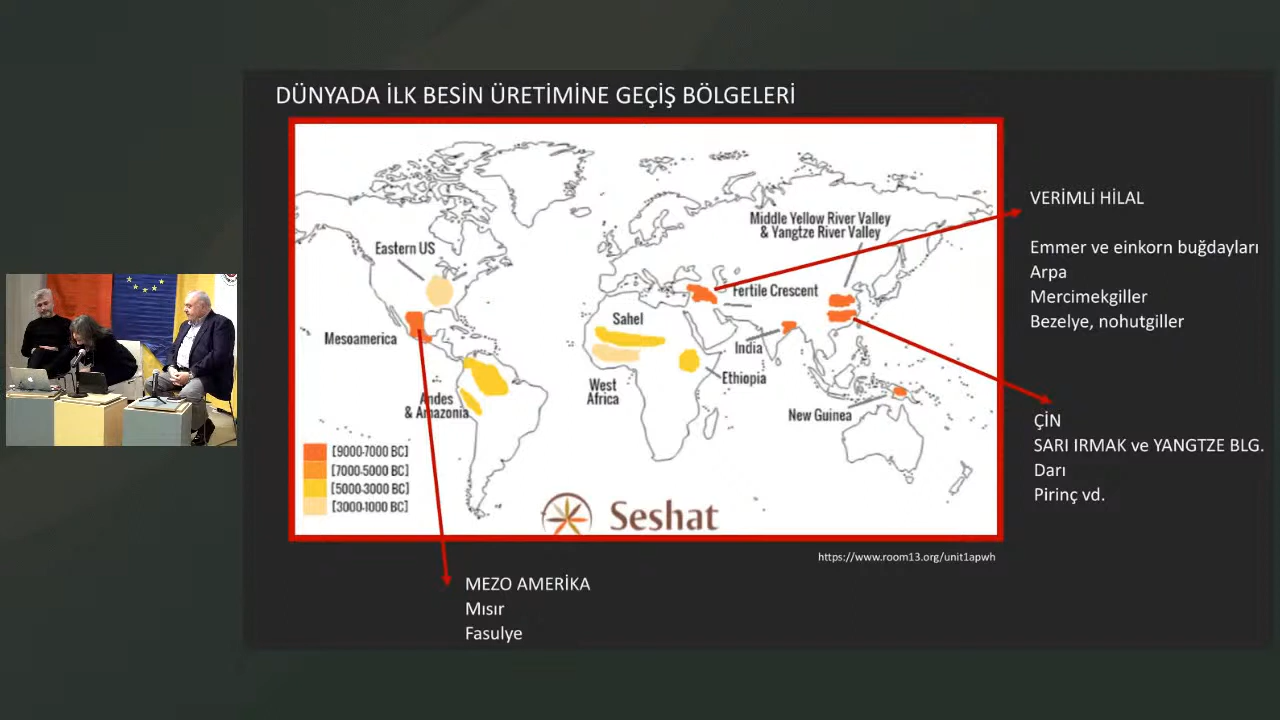 DÜNYADA İLK BESİN ÜRETİMİNE GEÇİŞ BÖLGELERİ
Eastern US
Mesoamerica
Andes
& Amazonia
Sahel
West
Africa
Ethiopia
India
Fertile Crescent
Middle Yellow River Valley
& Yangtze River Valley
New Guinea
[9000-7000 BC]
[7000-5000 BC]
[5000-3000 BC]
[3000-1000 BC]
Seshat
https://www.room13.org/unit1apwh
VERİMLİ HİLAL
Emmer ve einkorn buğdayları
Arpa
Mercimekgiller
Bezelye, nohutgiller
ÇİN
SARI IRMAK ve YANGTZE BLG.
Darı
Pirinç vd.
MEZO AMERİKA
Mısır
Fasulye